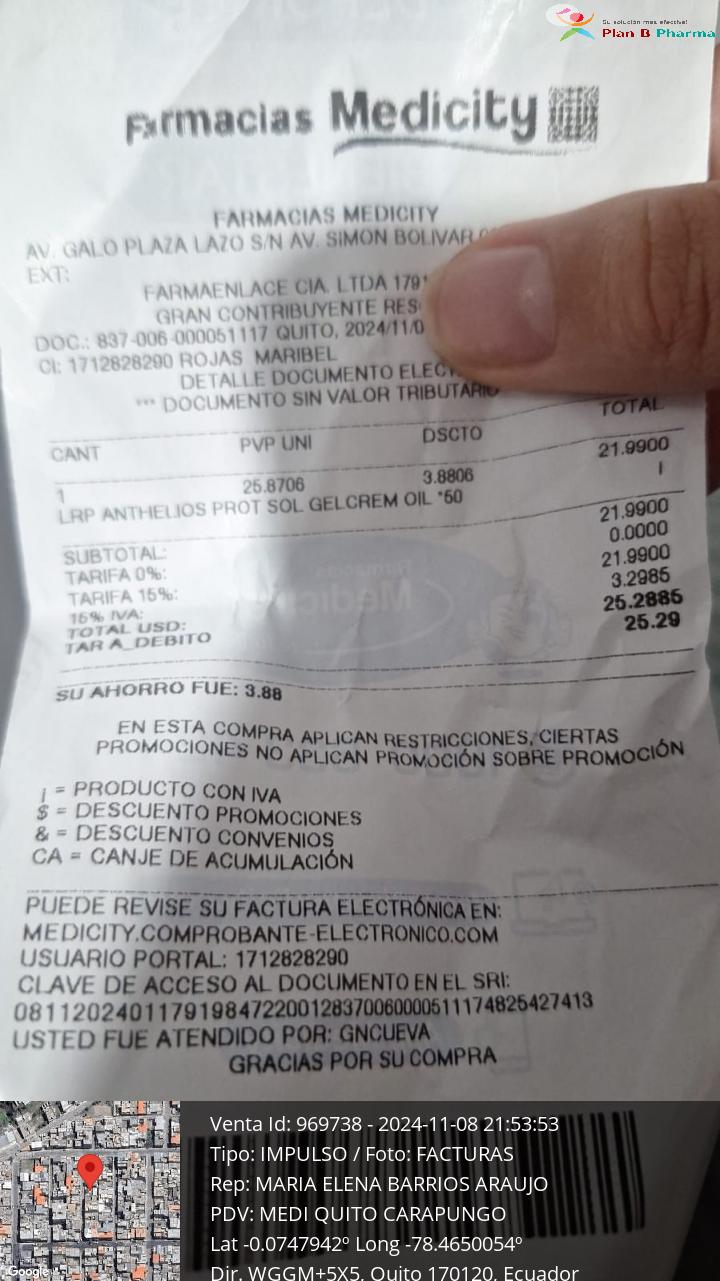 Su solución mas efectiva!
Plan B Pharma
Farmacias Medicity
FARMACIAS MEDICITY
AV. GALO PLAZA LAZO S/N AV. SIMON BOLIVAR
EXT:
FARMAENLACE CIA. LTDA 179
GRAN CONTRIBUYENTE RES
DOC.: 837-006-000051117 QUITO, 2024/11/0
CI: 1712828290 ROJAS MARIBEL
DETALLE DOCUMENTO ELEC
*** DOCUMENTO SIN VALOR TRIBUTARIO
CANT PVP UNI DSCTO TOTAL
1 25.8706 3.8806 21.9900
LRP ANTHELIOS PROT SOL GELCREM OIL *50 I
SUBTOTAL: 21.9900
TARIFA 0%: 0.0000
TARIFA 15%: 21.9900
15% IVA: 3.2985
TOTAL USD: 25.2885
TAR A_DEBITO 25.29
SU AHORRO FUE: 3.88
EN ESTA COMPRA APLICAN RESTRICCIONES, CIERTAS
PROMOCIONES NO APLICAN PROMOCIÓN SOBRE PROMOCIÓN
I = PRODUCTO CON IVA
$ = DESCUENTO PROMOCIONES
& = DESCUENTO CONVENIOS
CA = CANJE DE ACUMULACIÓN
PUEDE REVISE SU FACTURA ELECTRÓNICA EN:
MEDICITY.COMPROBANTE-ELECTRONICO.COM
USUARIO PORTAL: 1712828290
CLAVE DE ACCESO AL DOCUMENTO EN EL SRI:
0811202401179198472200128370060000511174825427413
USTED FUE ATENDIDO POR: GNCUEVA
GRACIAS POR SU COMPRA
Venta Id: 969738 - 2024-11-08 21:53:53
Tipo: IMPULSO / Foto: FACTURAS
Rep: MARIA ELENA BARRIOS ARAUJO
PDV: MEDI QUITO CARAPUNGO
Lat -0.0747942º Long -78.4650054º
Dir. WGGM+5X5, Quito 170120, Ecuador
Google